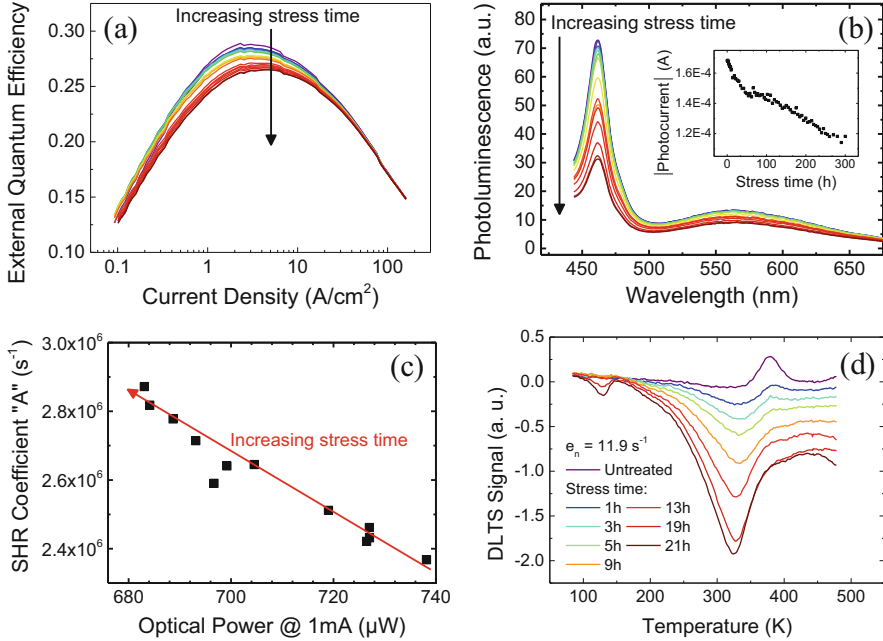 (a)
Increasing stress time
0.30
0.25
0.20
0.15
0.10
External Quantum Efficiency
0.1 1 10 100
Current Density (A/cm²)
(b)
Increasing stress time
80
70
60
50
40
30
20
10
0
Photoluminescence (a.u.)
450 500 550 600 650
Wavelength (nm)
1.6E-4
1.4E-4
1.2E-4
|Photocurrent| (A)
0 100 200 300
Stress time (h)
(c)
3.0x10⁶
2.8x10⁶
2.6x10⁶
2.4x10⁶
SHR Coefficient "A" (s⁻¹)
Increasing stress time
680 700 720 740
Optical Power @ 1mA (µW)
(d)
0.5
0.0
-0.5
-1.0
-1.5
-2.0
DLTS Signal (a. u.)
eₙ = 11.9 s⁻¹
Untreated
Stress time:
1h 13h
3h 19h
5h 21h
9h
100 200 300 400 500
Temperature (K)